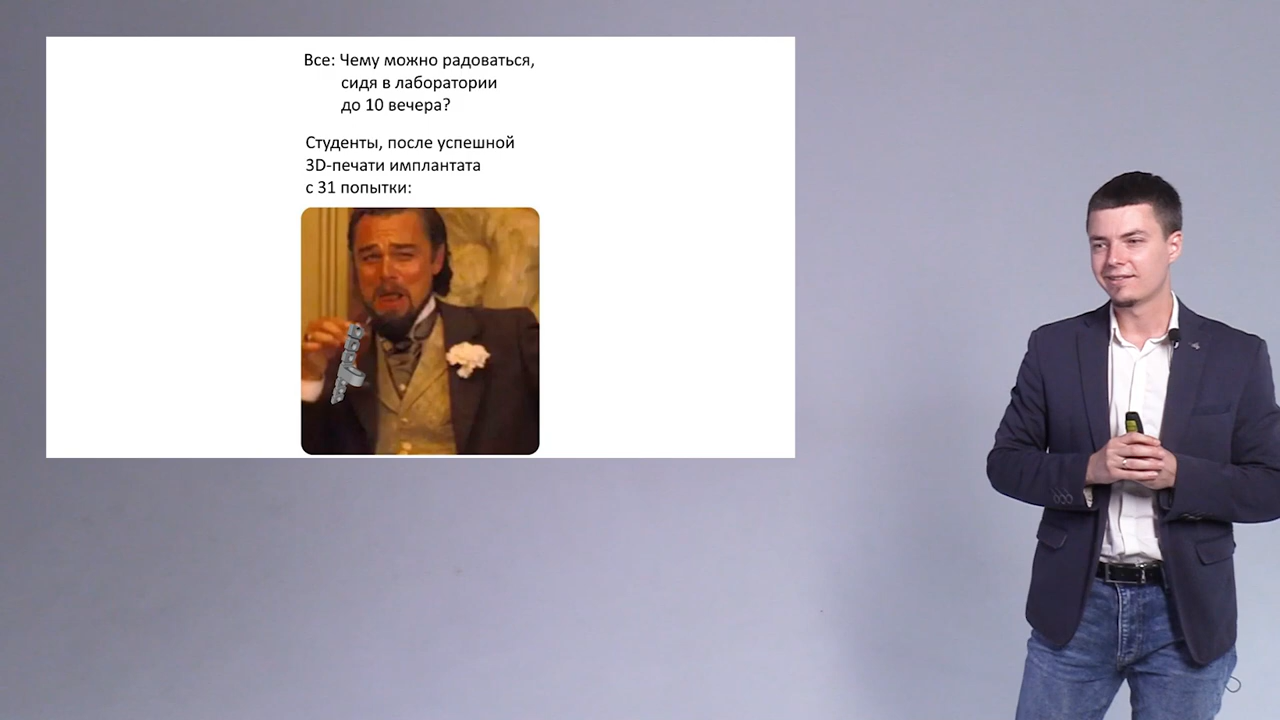 Все: Чему можно радоваться,
сидя в лаборатории
до 10 вечера?
Студенты, после успешной
3D-печати имплантата
с 31 попытки: